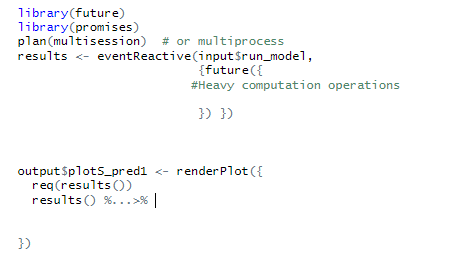 library(future)
library(promises)
plan(multisession)  # or multiprocess
results <- eventReactive(input$run_model,
                         {future({
                        #Heavy computation operations
                         }) })
output$plotS_pred1 <- renderPlot({
  req(results())
  results() %...>%
})